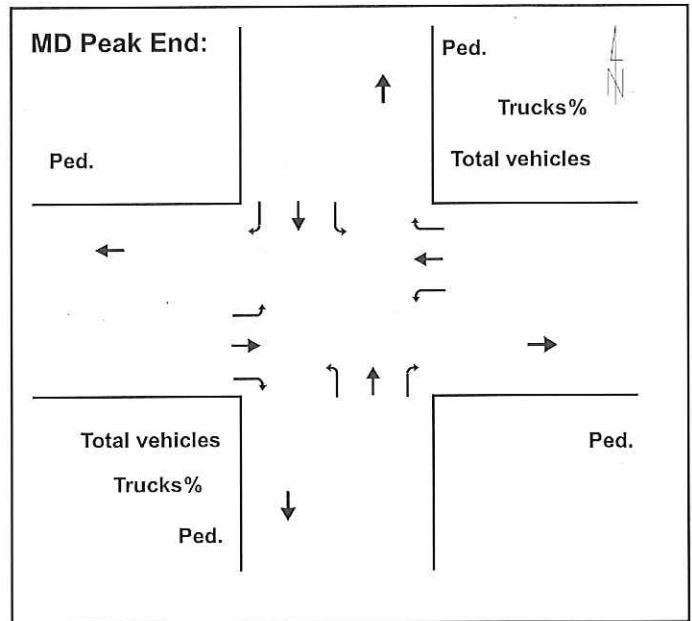 MD Peak End:
Ped.
N
Trucks%
Ped.
Total vehicles
Total vehicles
Ped.
Trucks%
Ped.